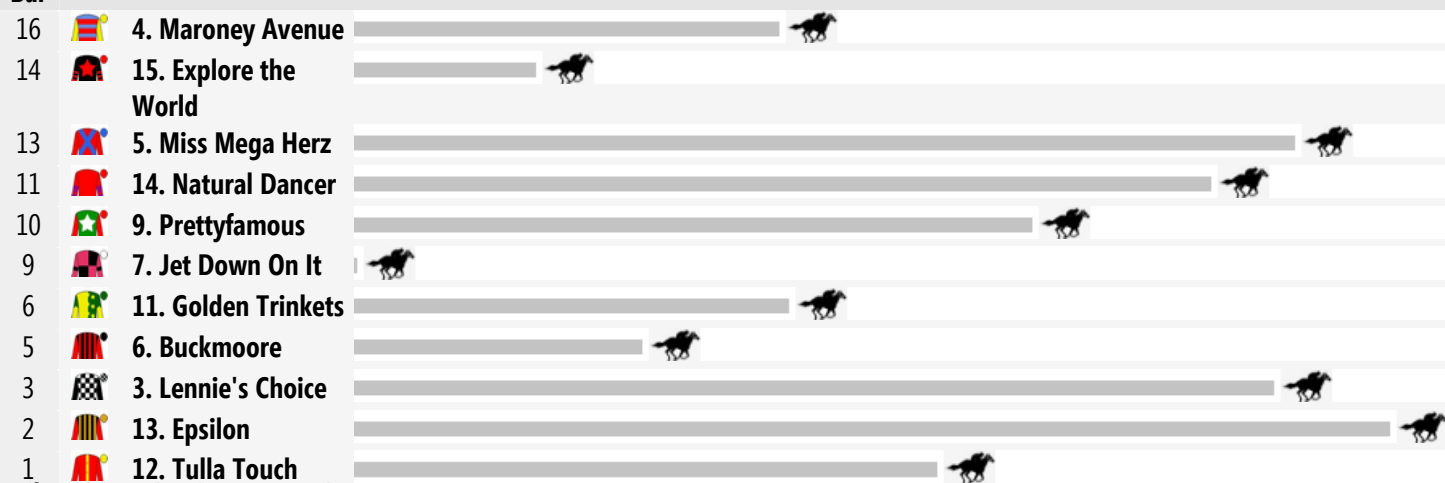 16 4. Maroney Avenue
14 15. Explore the
World
13 5. Miss Mega Herz
11 14. Natural Dancer
10 9. Prettyfamous
9 7. Jet Down On It
6 11. Golden Trinkets
5 6. Buckmoore
3 3. Lennie's Choice
2 13. Epsilon
1 12. Tulla Touch